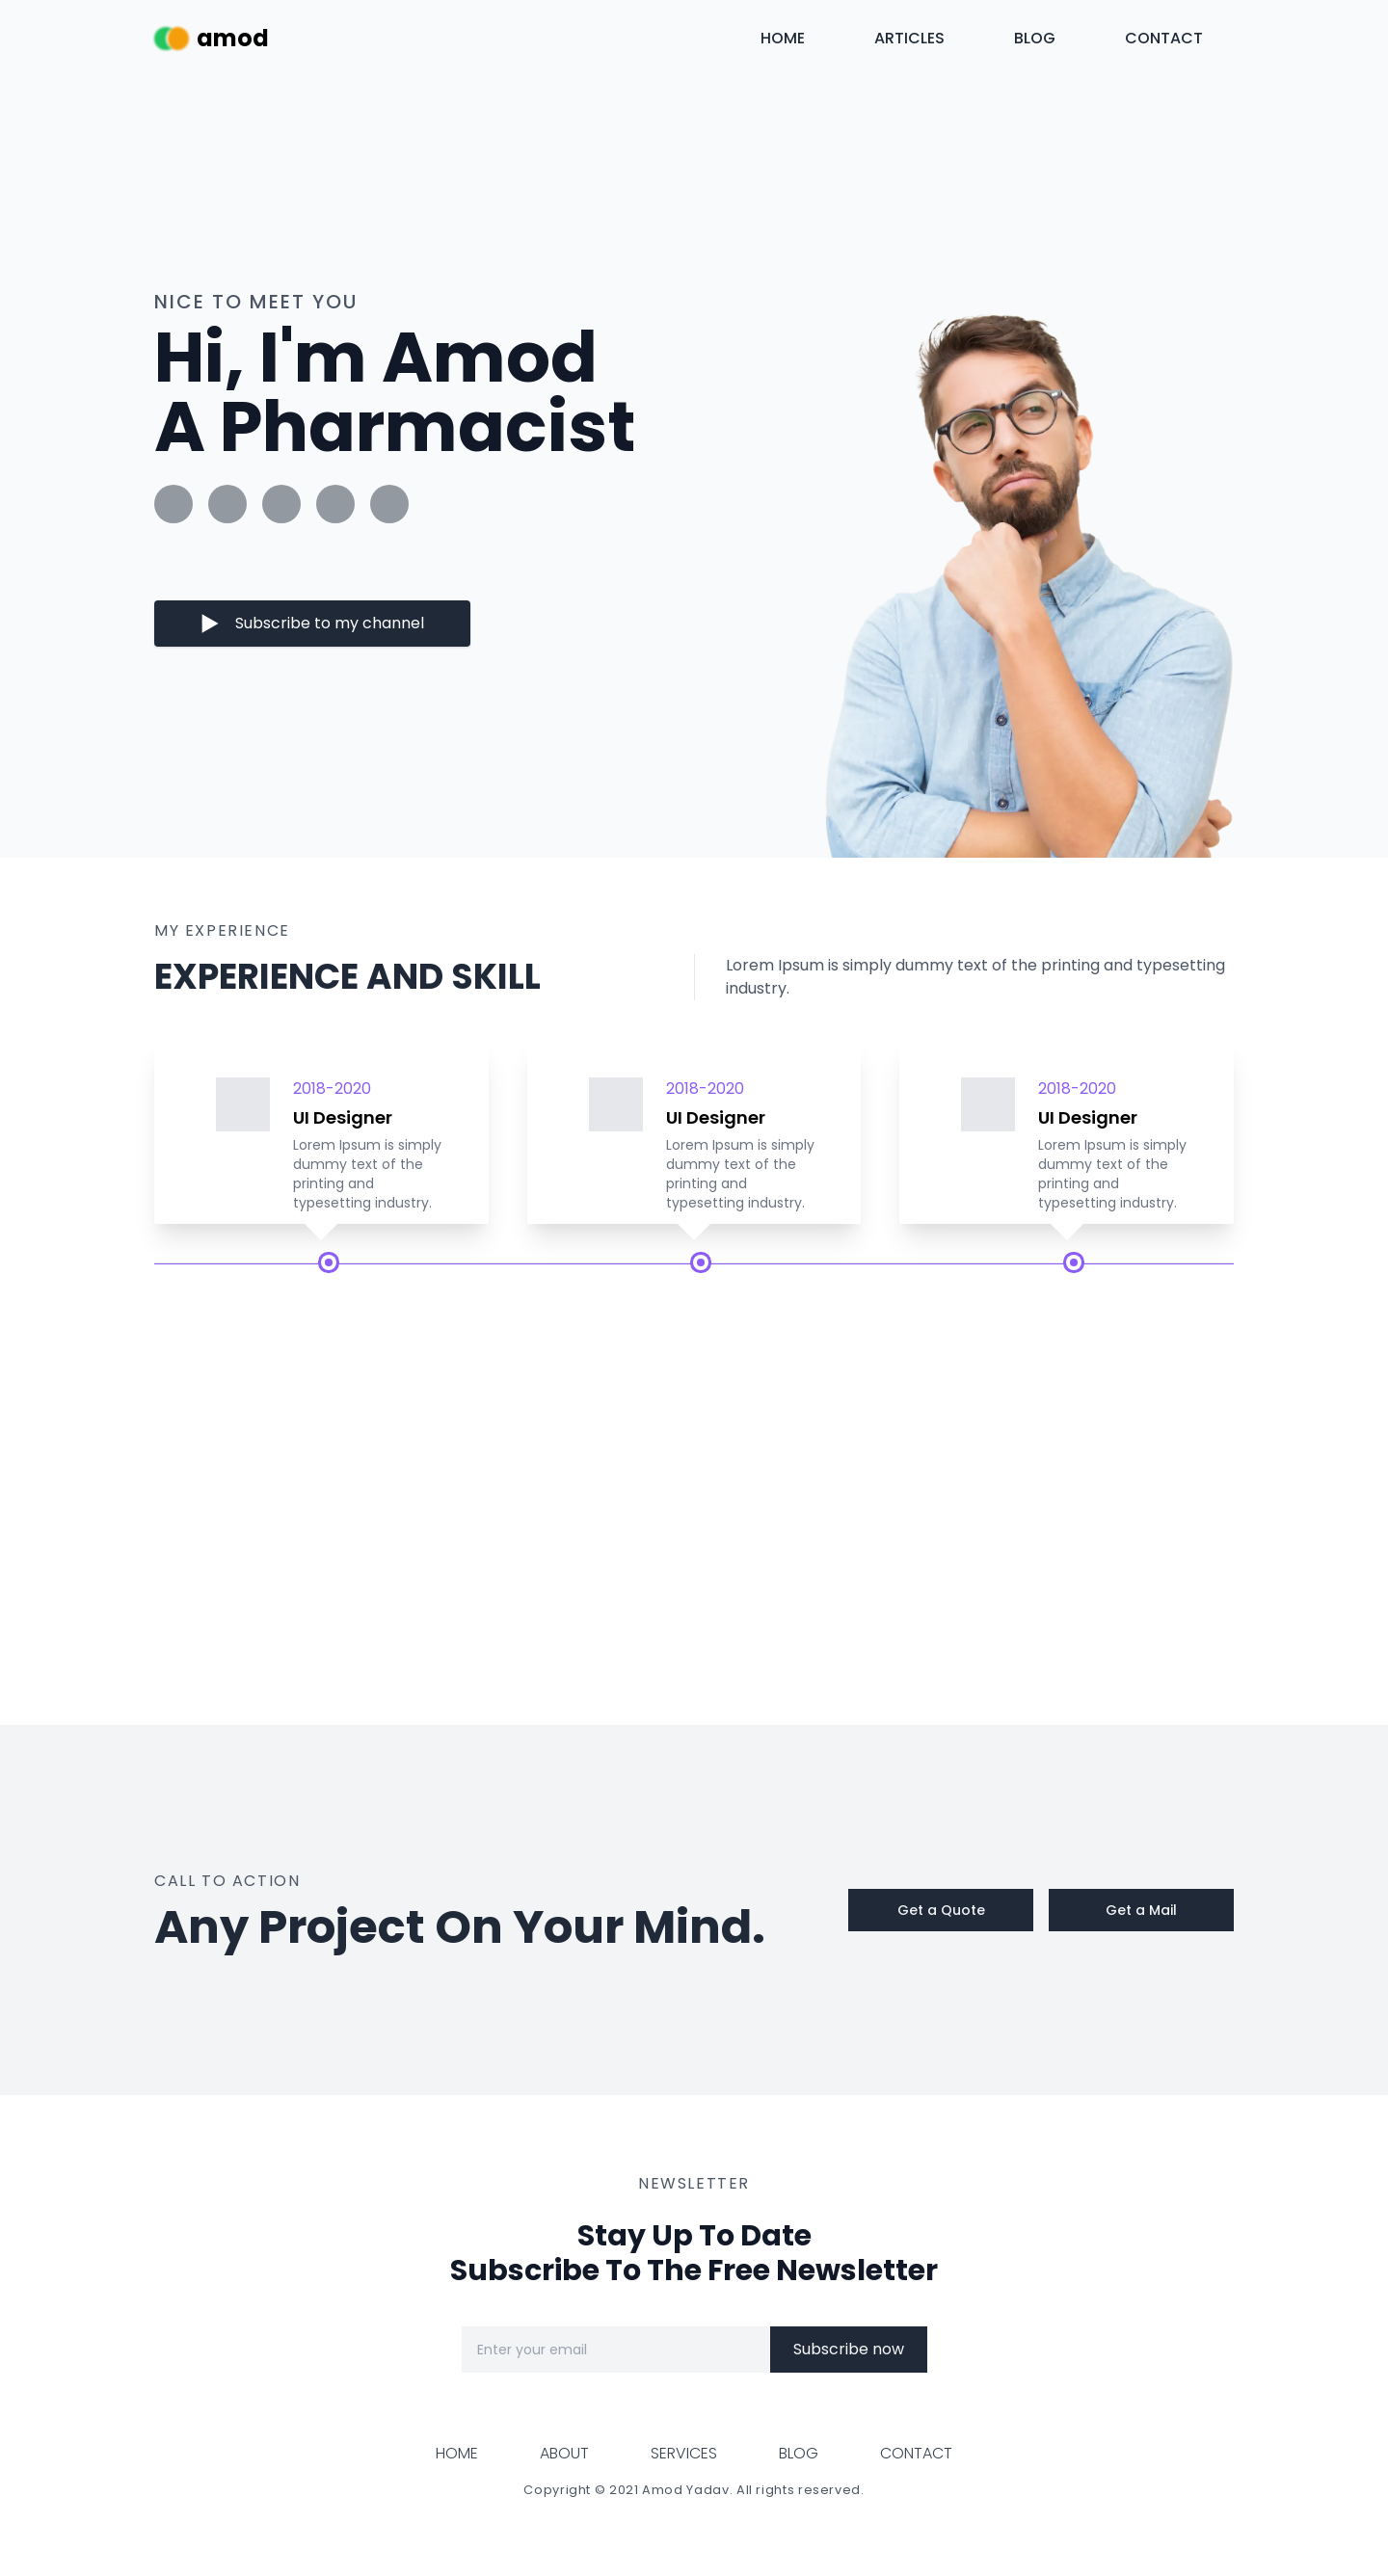 amod
HOME
ARTICLES
BLOG
CONTACT
NICE TO MEET YOU
Hi, I'm Amod
A Pharmacist
Subscribe to my channel
MY EXPERIENCE
EXPERIENCE AND SKILL
Lorem Ipsum is simply dummy text of the printing and typesetting
industry.
2018-2020
UI Designer
Lorem Ipsum is simply
dummy text of the
printing and
typesetting industry.
2018-2020
UI Designer
Lorem Ipsum is simply
dummy text of the
printing and
typesetting industry.
2018-2020
UI Designer
Lorem Ipsum is simply
dummy text of the
printing and
typesetting industry.
CALL TO ACTION
Any Project On Your Mind.
Get a Quote
Get a Mail
NEWSLETTER
Stay Up To Date
Subscribe To The Free Newsletter
Enter your email
Subscribe now
HOME
ABOUT
SERVICES
BLOG
CONTACT
Copyright © 2021 Amod Yadav. All rights reserved.